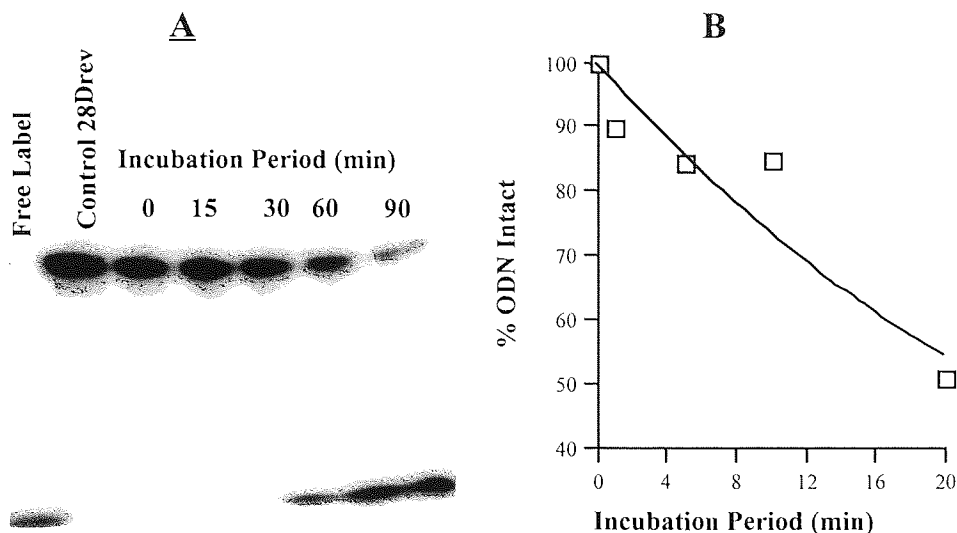 A
B
Free Label
Control 28Drev
Incubation Period (min)
0 15 30 60 90
% ODN Intact
100
90
80
70
60
50
40
0 4 8 12 16 20
Incubation Period (min)